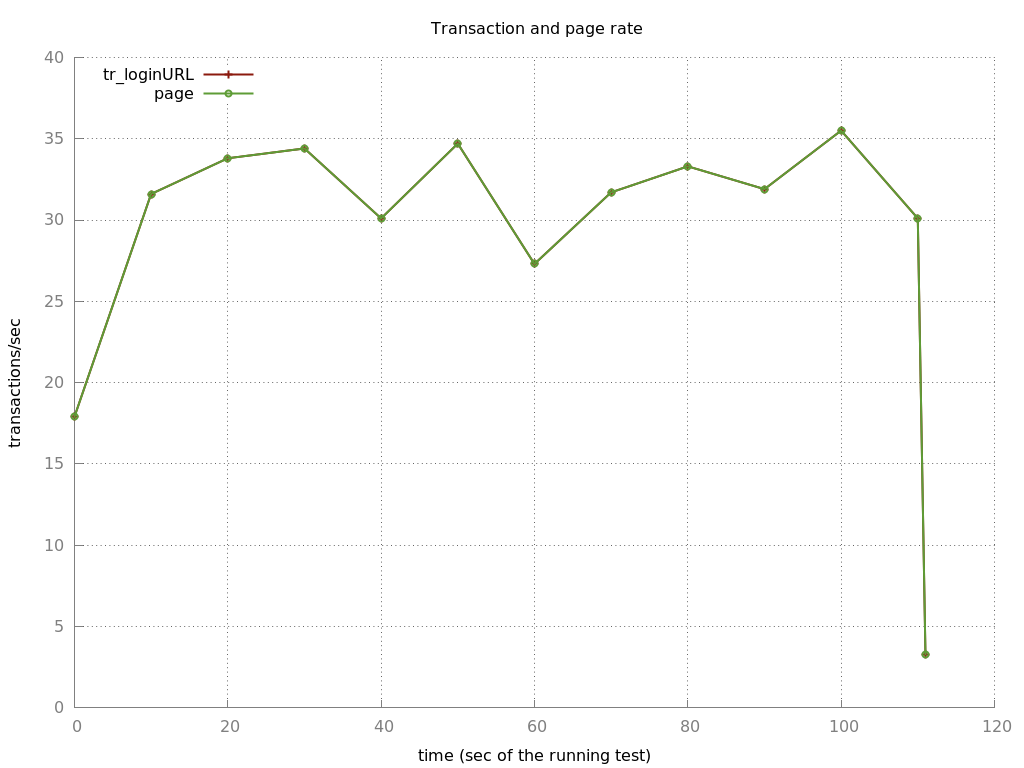 Transaction and page rate
40
tr_loginURL
page
35
30
25
20
15
10
5
0
transactions/sec
0 20 40 60 80 100 120
time (sec of the running test)